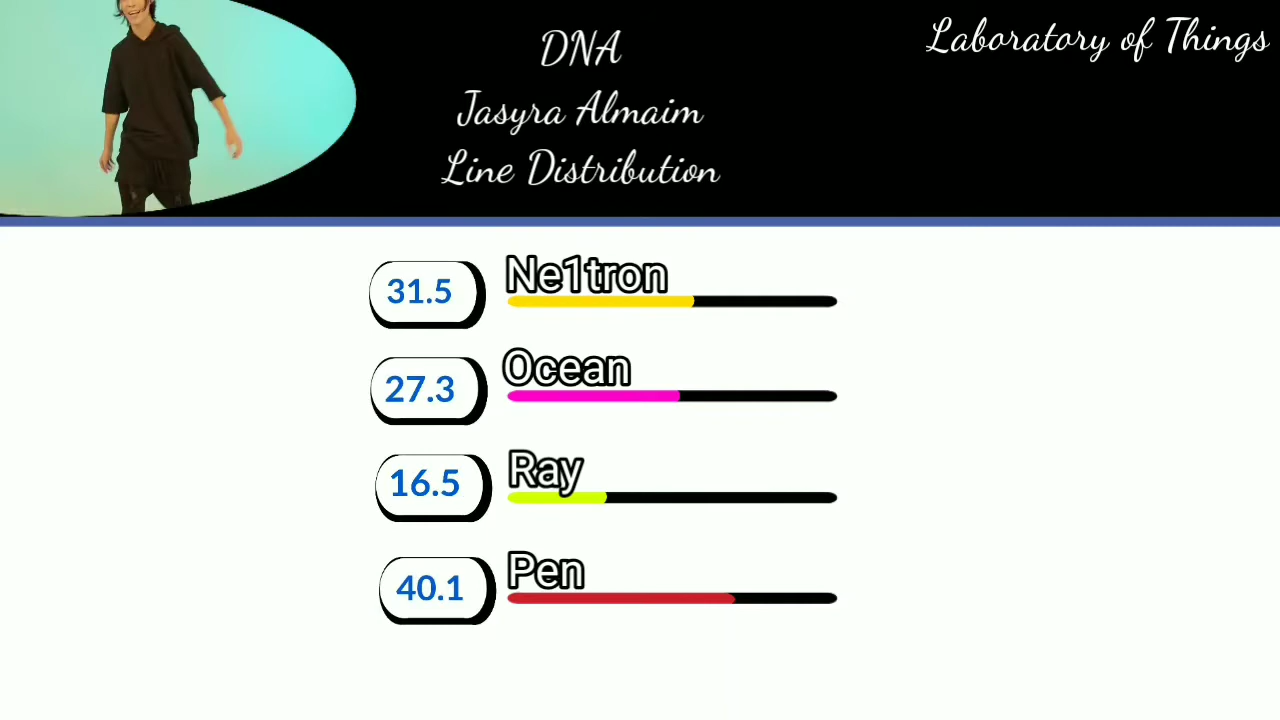 DNA
Jasyra Almaim
Line Distribution
Laboratory of Things
31.5 Ne1tron
27.3 Ocean
16.5 Ray
40.1 Pen